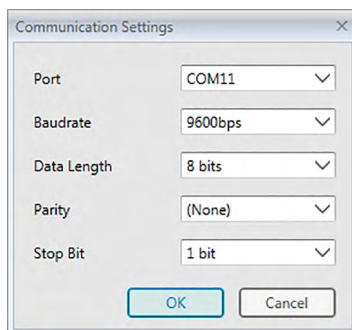 Communication Settings
Port COM11
Baudrate 9600bps
Data Length 8 bits
Parity (None)
Stop Bit 1 bit
OK Cancel